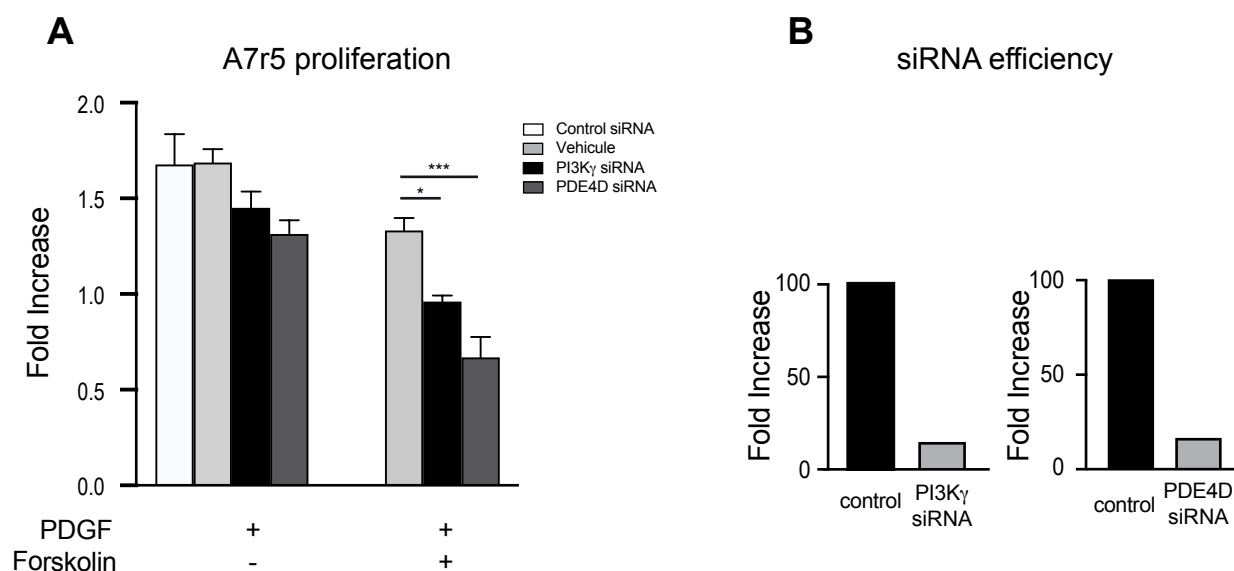 A
A7r5 proliferation
Fold Increase
2.0
1.5
1.0
0.5
0.0
Control siRNA
Vehicule
PI3Kγ siRNA
PDE4D siRNA
***
*
PDGF + +
Forskolin - +
B
siRNA efficiency
Fold Increase
100
50
0
control
PI3Kγ
siRNA
Fold Increase
100
50
0
control
PDE4D
siRNA